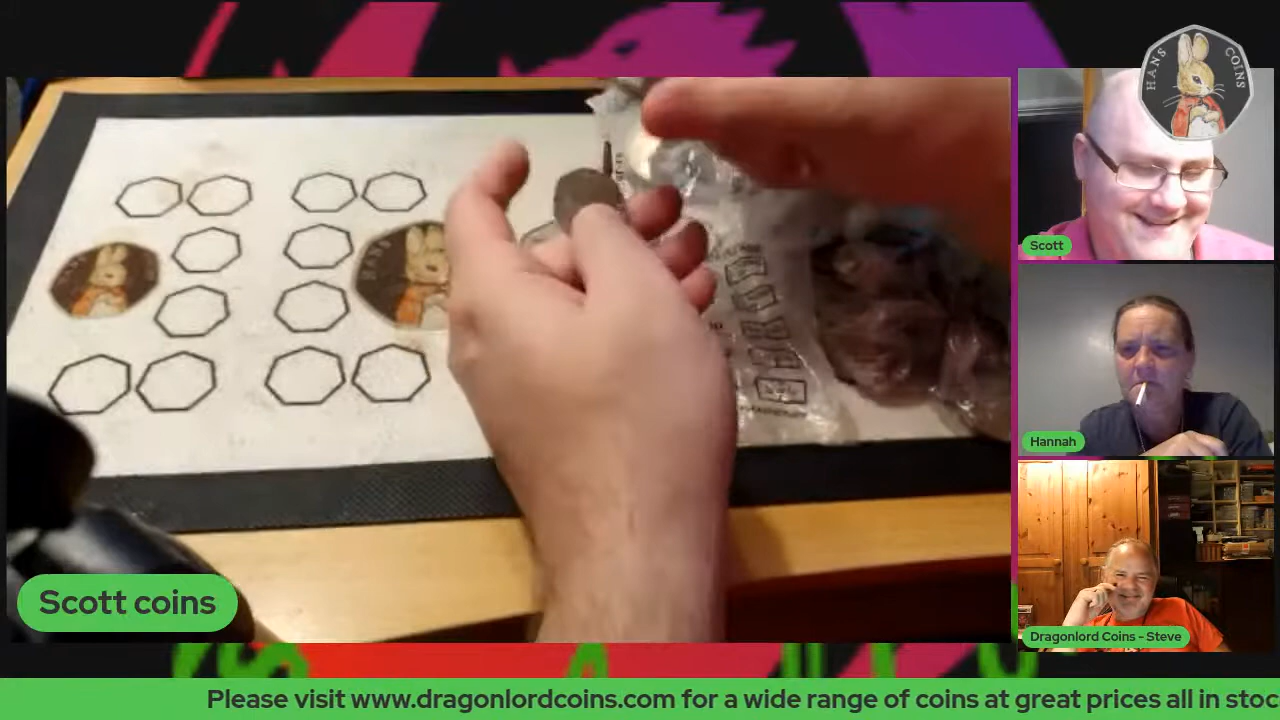 HANS COINS
Scott
Hannah
Dragonlord Coins - Steve
Scott coins
Please visit www.dragonlordcoins.com for a wide range of coins at great prices all in stoc